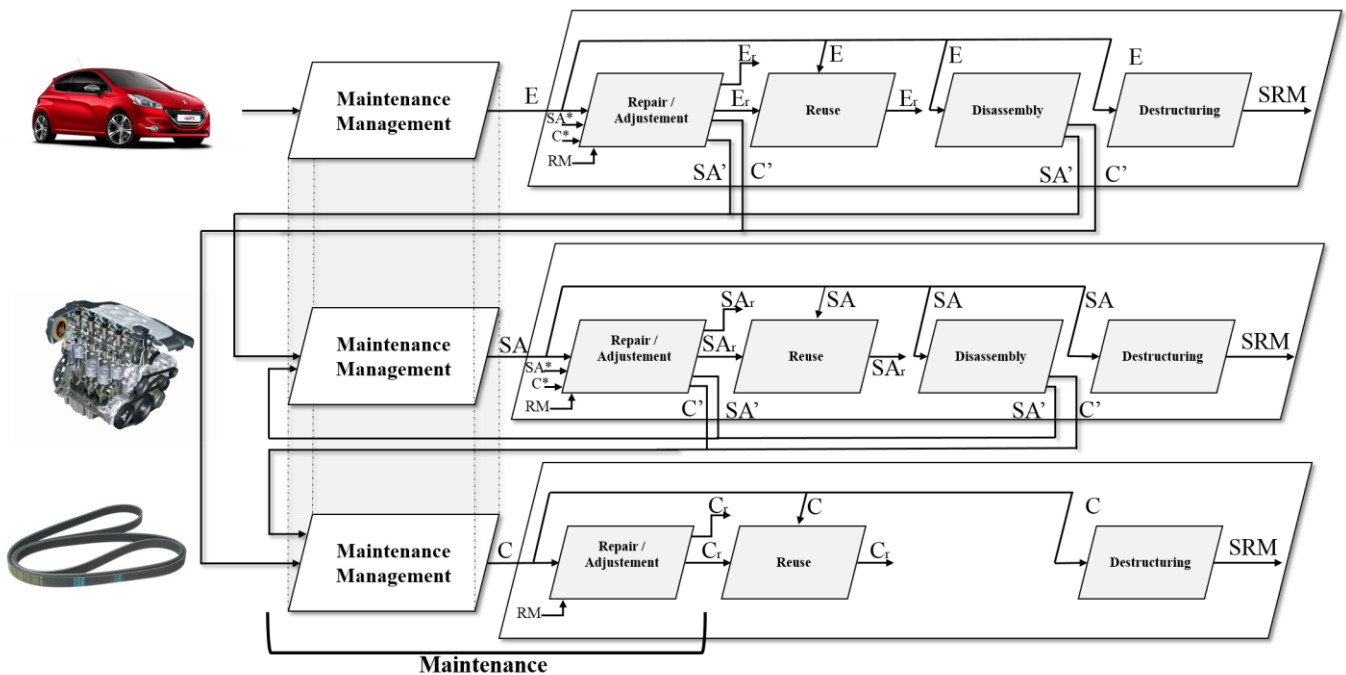 Maintenance
Management
E
SA*
C*
RM
Repair /
Adjustement
Er
Er
E
Reuse
Er
E
Disassembly
E
Destructuring
SRM
SA’
C’
SA’
C’
Maintenance
Management
SA
SA*
C*
RM
Repair /
Adjustement
SAr
SAr
SA
Reuse
SAr
SA
Disassembly
SA
Destructuring
SRM
C’
SA’
SA’
C’
Maintenance
Management
C
RM
Repair /
Adjustement
Cr
Cr
C
Reuse
Cr
C
Destructuring
SRM
Maintenance